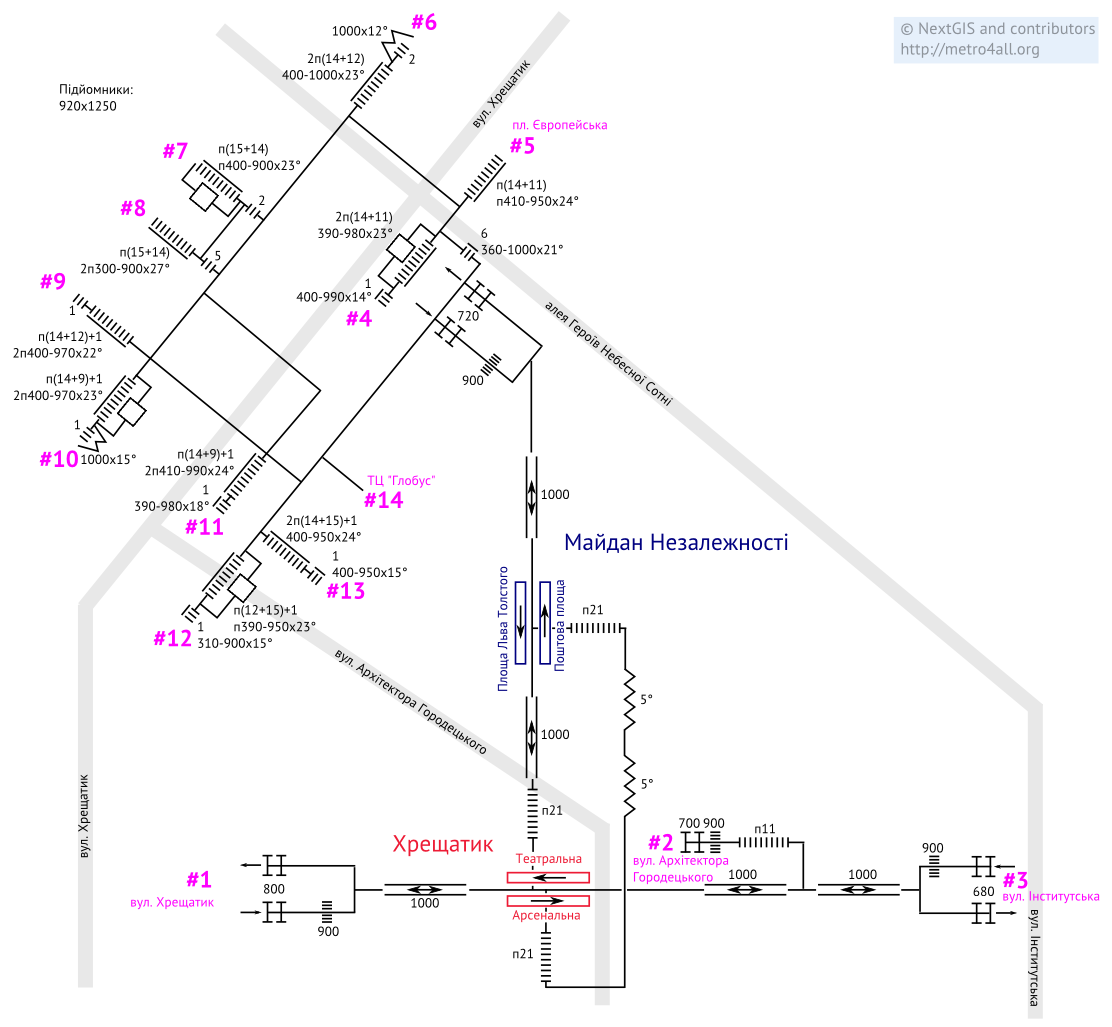 © NextGIS and contributors
http://metro4all.org
#6
1000x12°
2п(14+12)
400-1000x23°
2
Підйомники:
920x1250
вул. Хрещатик
пл. Європейська
#5
п(14+11)
п410-950x24°
#7
п(15+14)
п400-900x23°
2
#8
п(15+14)
2п300-900x27°
5
2п(14+11)
390-980x23°
6
360-1000x21°
1
400-990x14°
#4
#9
1
п(14+12)+1
2п400-970x22°
720
900
алея Героїв Небесної Сотні
п(14+9)+1
2п400-970x23°
1
#10
1000x15°
п(14+9)+1
2п410-990x24°
1
390-980x18°
#11
ТЦ "Глобус"
#14
1000
2п(14+15)+1
400-950x24°
1
400-950x15°
#13
Майдан Незалежності
п(12+15)+1
п390-950x23°
1
310-900x15°
#12
Площа Льва Толстого
Поштова площа
п21
вул. Архітектора Городецького
5°
1000
5°
вул. Хрещатик
п21
Хрещатик
Театральна
Арсенальна
#2
700 900
п11
вул. Архітектора
Городецького
1000
1000
900
#1
вул. Хрещатик
800
900
1000
#3
680
вул. Інститутська
п21
вул. Інститутська